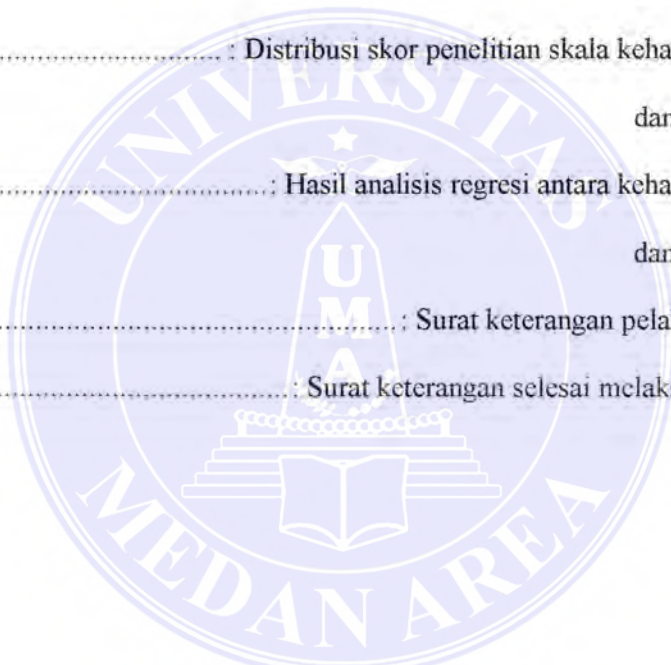 .......................... : Distribusi skor penelitian skala keha
dan
.......................... : Hasil analisis regresi antara keha
dan
.......................... : Surat keterangan pela
.......................... : Surat keterangan selesai melak
UNIVERSITAS
UMA
MEDAN AREA